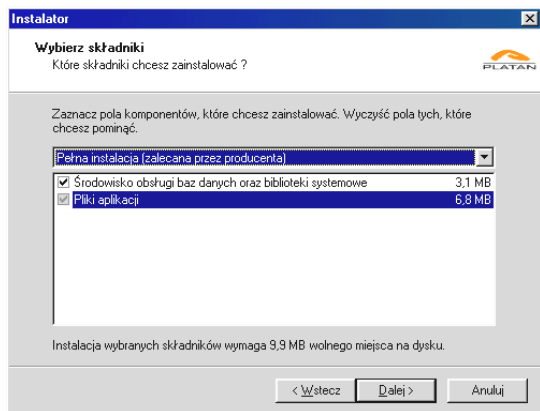 Instalator
Wybierz składniki
Które składniki chcesz zainstalować ?
PLATAN
Zaznacz pola komponentów, które chcesz zainstalować. Wyczyść pola tych, które
chcesz pominąć.
Pełna instalacja (zalecana przez producenta)
Środowisko obsługi baz danych oraz biblioteki systemowe 3,1 MB
Pliki aplikacji 6,8 MB
Instalacja wybranych składników wymaga 9,9 MB wolnego miejsca na dysku.
< Wstecz Dalej > Anuluj